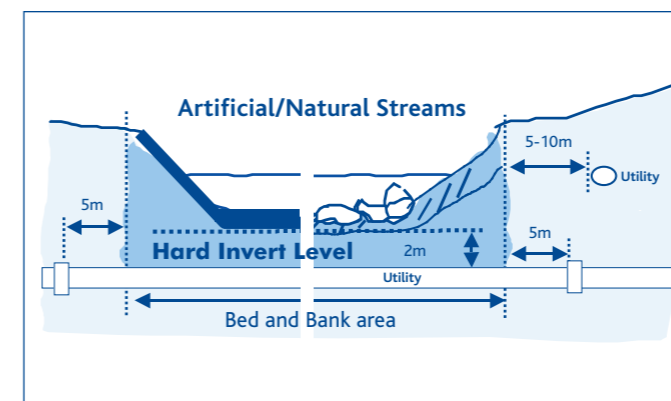 Artificial/Natural Streams
5-10m
Utility
5m
Hard Invert Level
2m
5m
Utility
Bed and Bank area